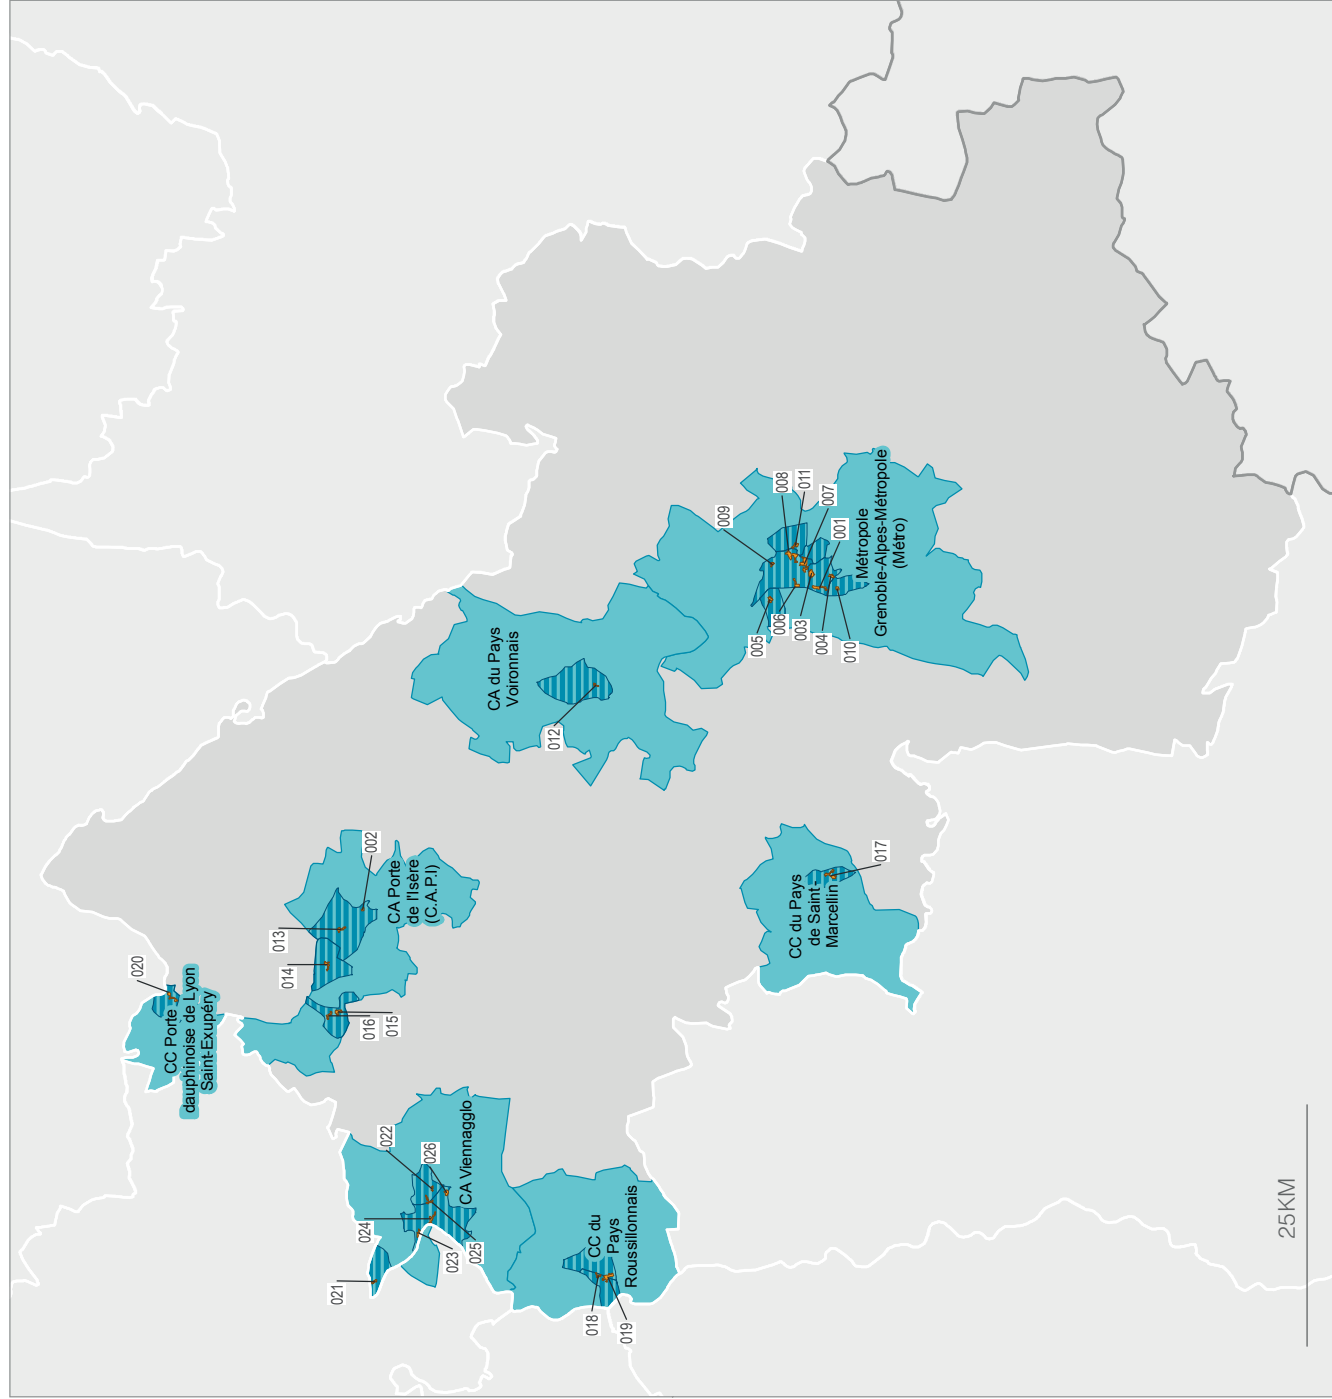 020
CC Porte
dauphinoise de Lyon
Saint-Exupéry
013
014
002
016
015
CA Porte
de l'Isère
(C.A.P.I)
021
024
022
026
023
025
CA Viennagglo
018
019
CC du
Pays
Roussillonnais
CA du Pays
Voironnais
012
009
008
011
007
001
005
006
003
004
010
Métropole
Grenoble-Alpes-Métropole
(Métro)
CC du Pays
de Saint-
Marcellin
017
25KM